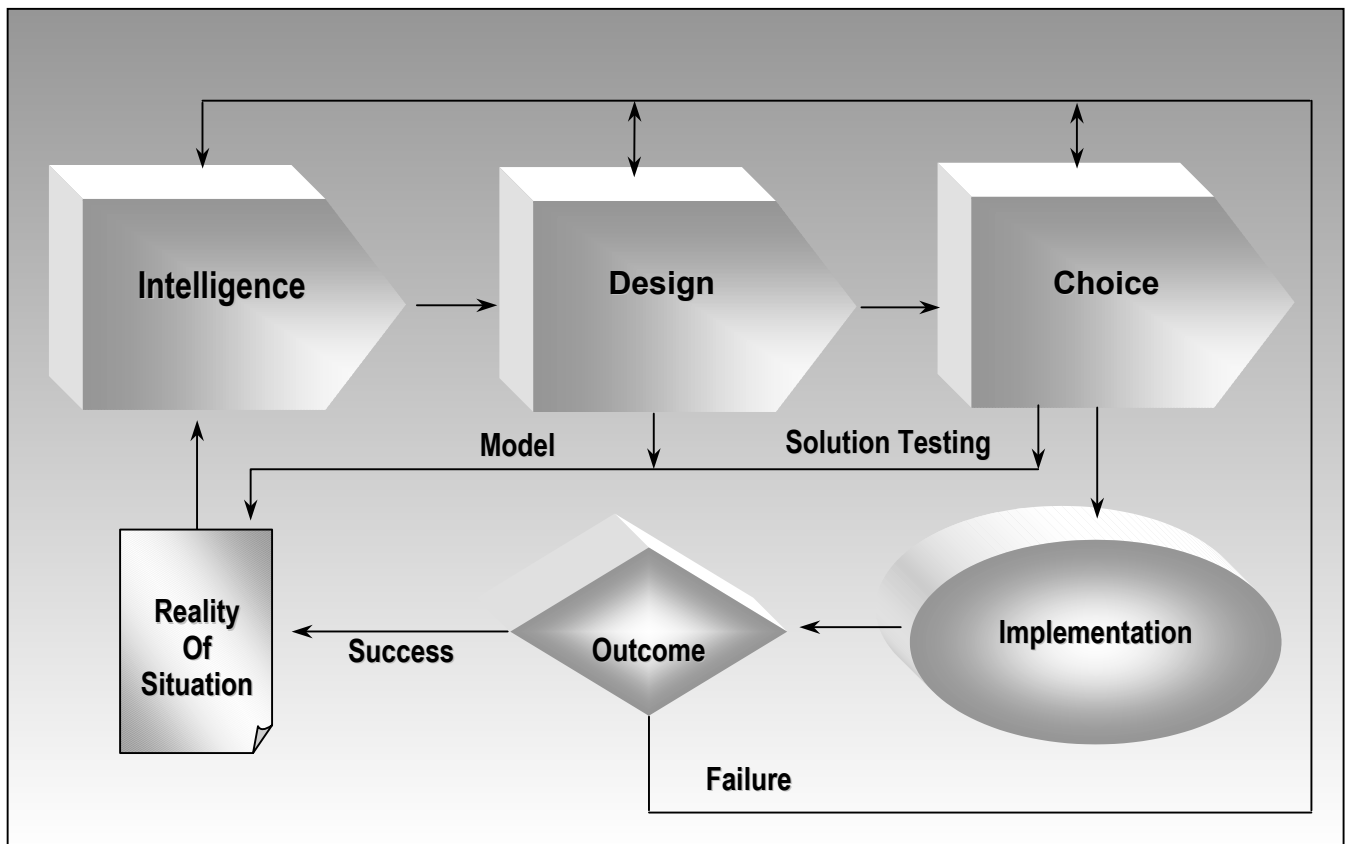 Intelligence
Design
Choice
Model
Solution Testing
Reality
Of
Situation
Success
Outcome
Implementation
Failure